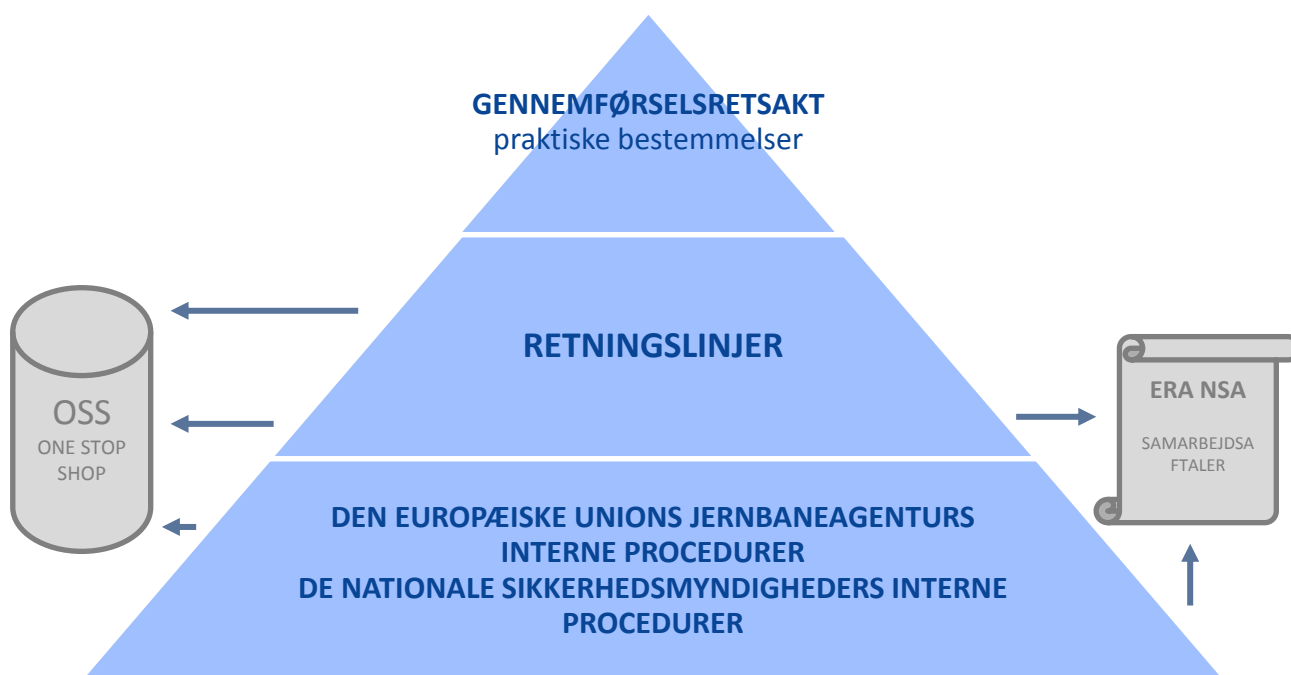 GENNEMFØRSELSRETSAKT
praktiske bestemmelser
RETNINGSLINJER
OSS
ONE STOP
SHOP
ERA NSA
SAMARBEJDSA
FTALER
DEN EUROPÆISKE UNIONS JERNBANEAGENTURS
INTERNE PROCEDURER
DE NATIONALE SIKKERHEDSMYNDIGHEDERS INTERNE
PROCEDURER